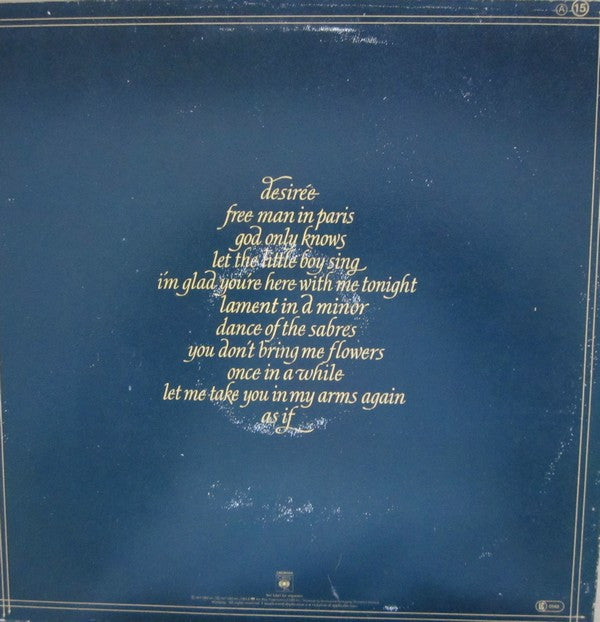 A 15
desireé
free man in paris
god only knows
let the little boy sing
i'm glad you're here with me tonight
lament in d minor
dance of the sabres
you don't bring me flowers
once in a while
let me take you in my arms again
as if